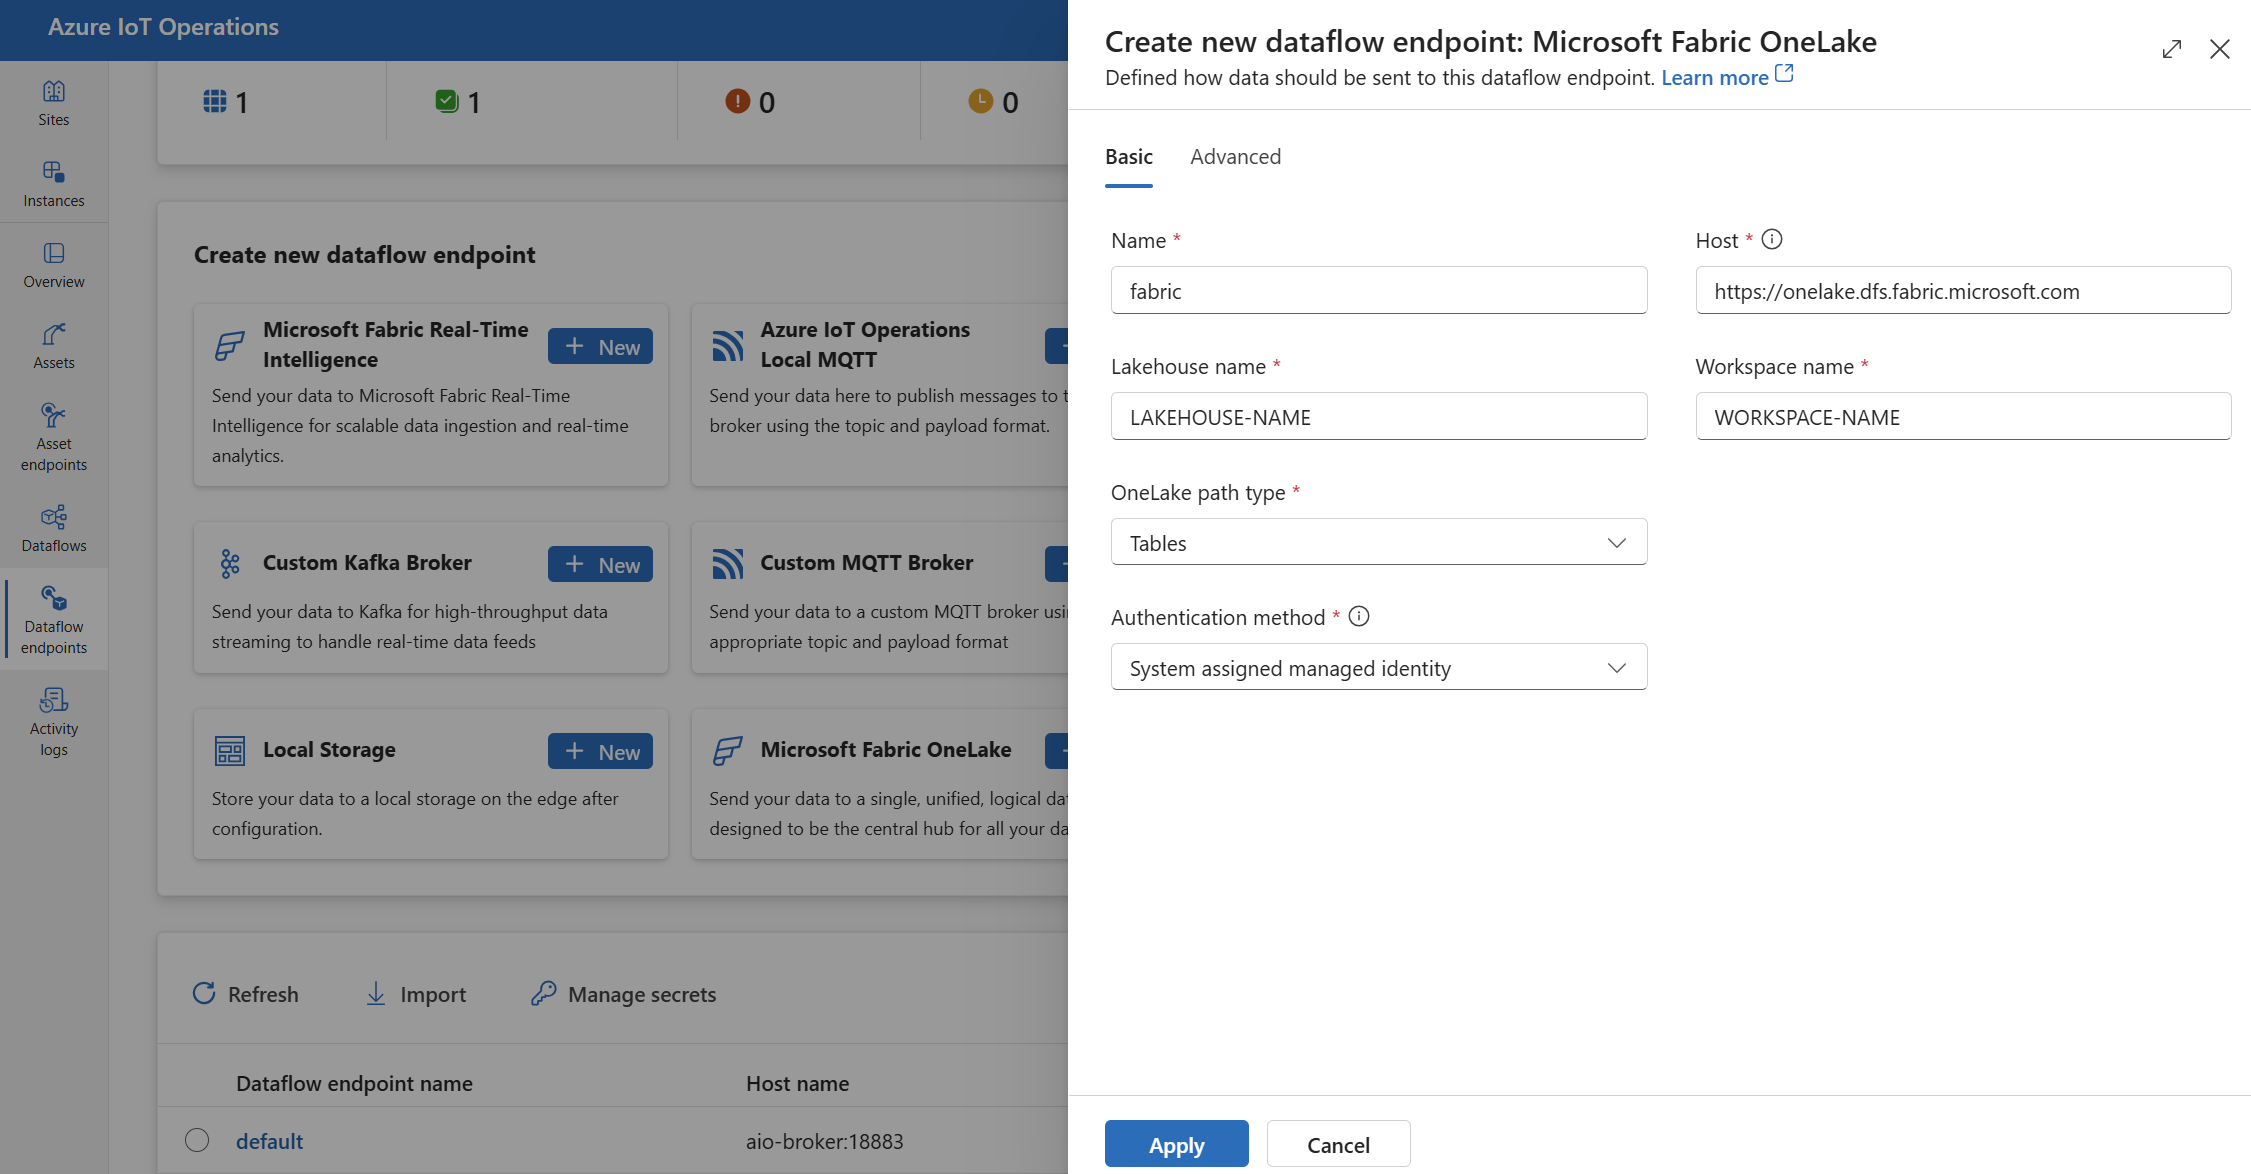 Azure IoT Operations
Sites
Instances
Overview
Assets
Asset
endpoints
Dataflows
Dataflow
endpoints
Activity
logs
1
1
0
0
Create new dataflow endpoint
Microsoft Fabric Real-Time
Intelligence
New
Send your data to Microsoft Fabric Real-Time
Intelligence for scalable data ingestion and real-time
analytics.
Azure IoT Operations
Local MQTT
Send your data here to publish messages to
broker using the topic and payload format.
Custom Kafka Broker
New
Send your data to Kafka for high-throughput data
streaming to handle real-time data feeds
Custom MQTT Broker
Send your data to a custom MQTT broker
appropriate topic and payload format
Local Storage
New
Store your data to a local storage on the edge after
configuration.
Microsoft Fabric OneLake
Send your data to a single, unified, logical
designed to be the central hub for all your
Refresh
Import
Manage secrets
Dataflow endpoint name
Host name
default
aio-broker:18883
Create new dataflow endpoint: Microsoft Fabric OneLake
Defined how data should be sent to this dataflow endpoint. Learn more
Basic
Advanced
Name *
fabric
Host *
https://onelake.dfs.fabric.microsoft.com
Lakehouse name *
LAKEHOUSE-NAME
Workspace name *
WORKSPACE-NAME
OneLake path type *
Tables
Authentication method *
System assigned managed identity
Apply
Cancel